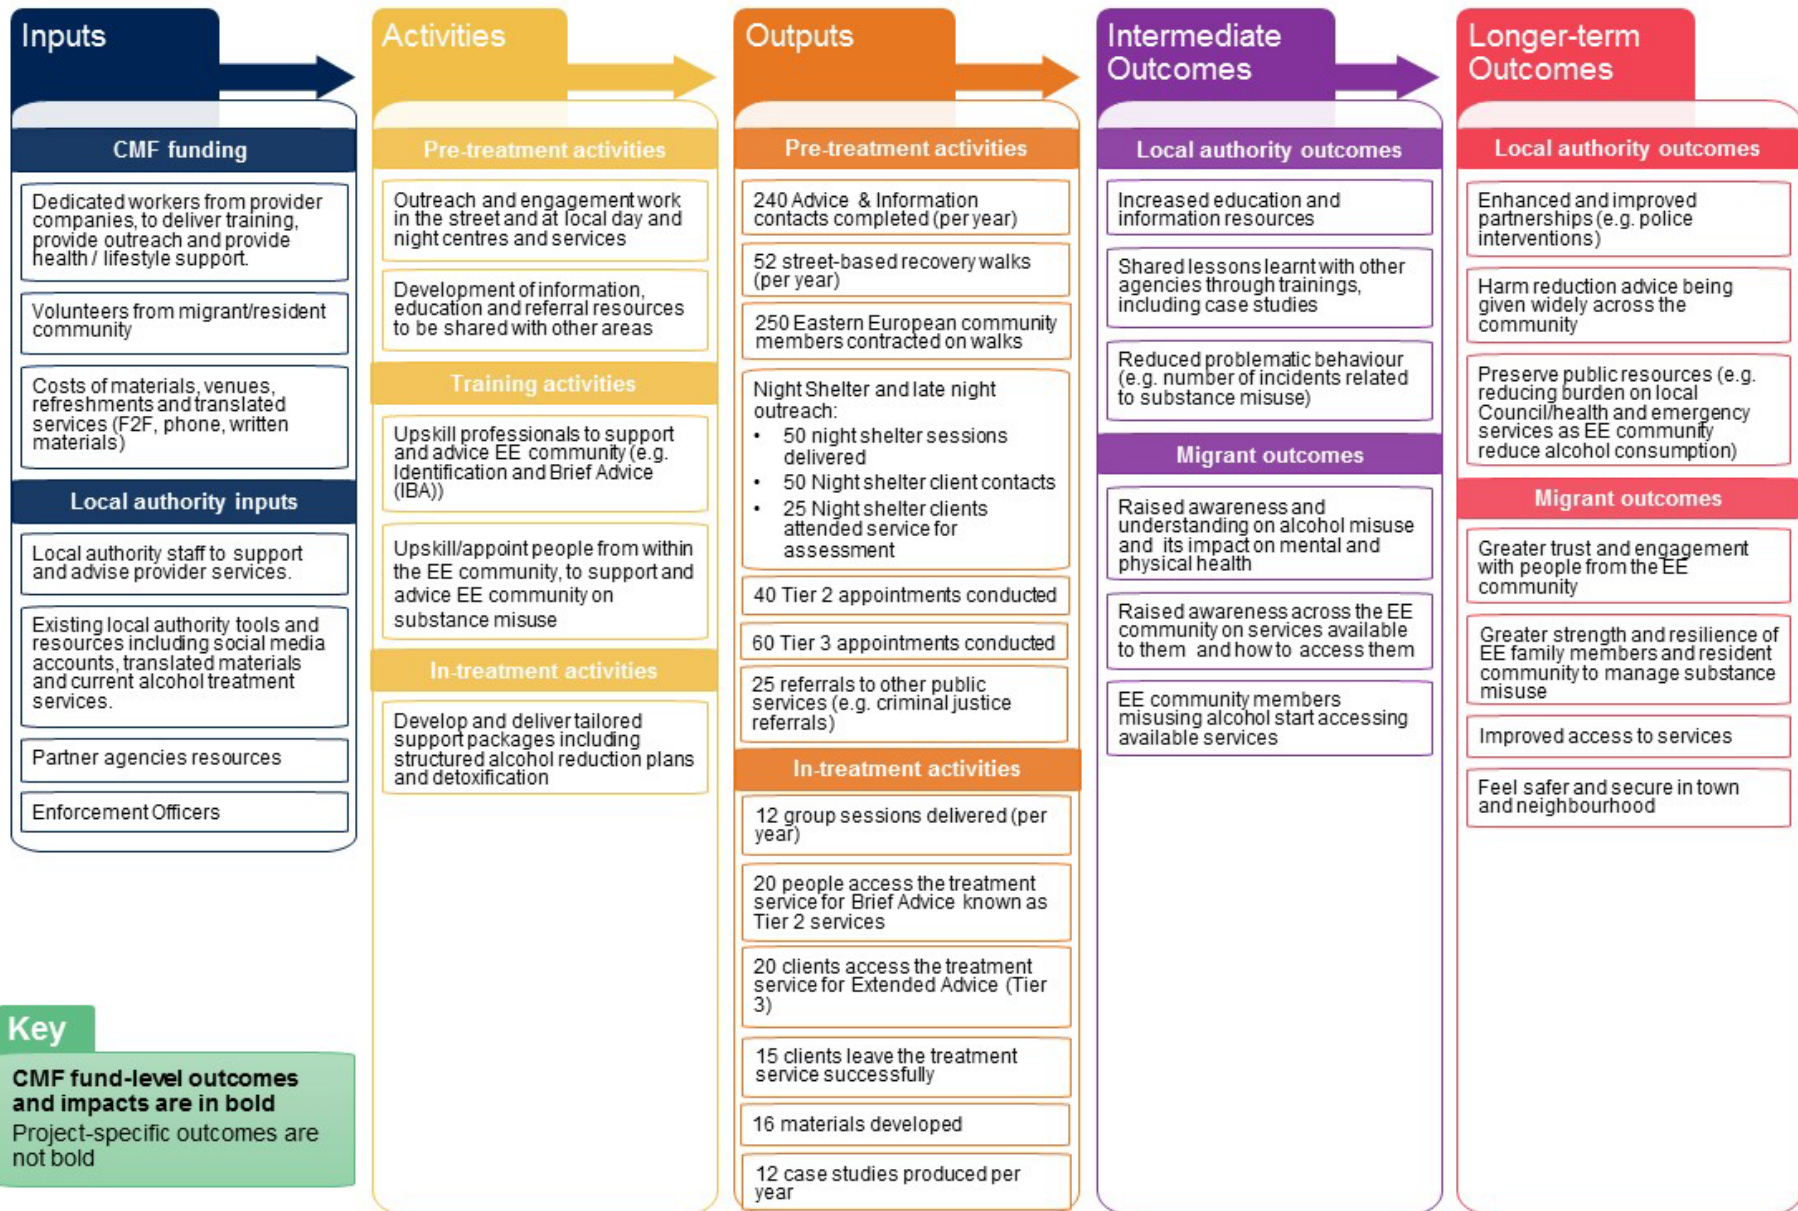 Inputs
CMF funding
Dedicated workers from provider
companies, to deliver training,
provide outreach and provide
health / lifestyle support.
Volunteers from migrant/resident
community
Costs of materials, venues,
refreshments and translated
services (F2F, phone, written
materials)
Local authority inputs
Local authority staff to support
and advise provider services.
Existing local authority tools and
resources including social media
accounts, translated materials
and current alcohol treatment
services.
Partner agencies resources
Enforcement Officers
Key
CMF fund-level outcomes
and impacts are in bold
Project-specific outcomes are
not bold
Activities
Pre-treatment activities
Outreach and engagement work
in the street and at local day and
night centres and services
Development of information,
education and referral resources
to be shared with other areas
Training activities
Upskill professionals to support
and advice EE community (e.g.
Identification and Brief Advice
(IBA))
Upskill/appoint people from within
the EE community, to support and
advice EE community on
substance misuse
In-treatment activities
Develop and deliver tailored
support packages including
structured alcohol reduction plans
and detoxification
Outputs
Pre-treatment activities
240 Advice & Information
contacts completed (per year)
52 street-based recovery walks
(per year)
250 Eastern European community
members contracted on walks
Night Shelter and late night
outreach:
• 50 night shelter sessions
delivered
• 50 Night shelter client contacts
• 25 Night shelter clients
attended service for
assessment
40 Tier 2 appointments conducted
60 Tier 3 appointments conducted
25 referrals to other public
services (e.g. criminal justice
referrals)
In-treatment activities
12 group sessions delivered (per
year)
20 people access the treatment
service for Brief Advice known as
Tier 2 services
20 clients access the treatment
service for Extended Advice (Tier
3)
15 clients leave the treatment
service successfully
16 materials developed
12 case studies produced per
year
Intermediate
Outcomes
Local authority outcomes
Increased education and
information resources
Shared lessons learnt with other
agencies through trainings,
including case studies
Reduced problematic behaviour
(e.g. number of incidents related
to substance misuse)
Migrant outcomes
Raised awareness and
understanding on alcohol misuse
and its impact on mental and
physical health
Raised awareness across the EE
community on services available
to them and how to access them
EE community members
misusing alcohol start accessing
available services
Longer-term
Outcomes
Local authority outcomes
Enhanced and improved
partnerships (e.g. police
interventions)
Harm reduction advice being
given widely across the
community
Preserve public resources (e.g.
reducing burden on local
Council/health and emergency
services as EE community
reduce alcohol consumption)
Migrant outcomes
Greater trust and engagement
with people from the EE
community
Greater strength and resilience of
EE family members and resident
community to manage substance
misuse
Improved access to services
Feel safer and secure in town
and neighbourhood